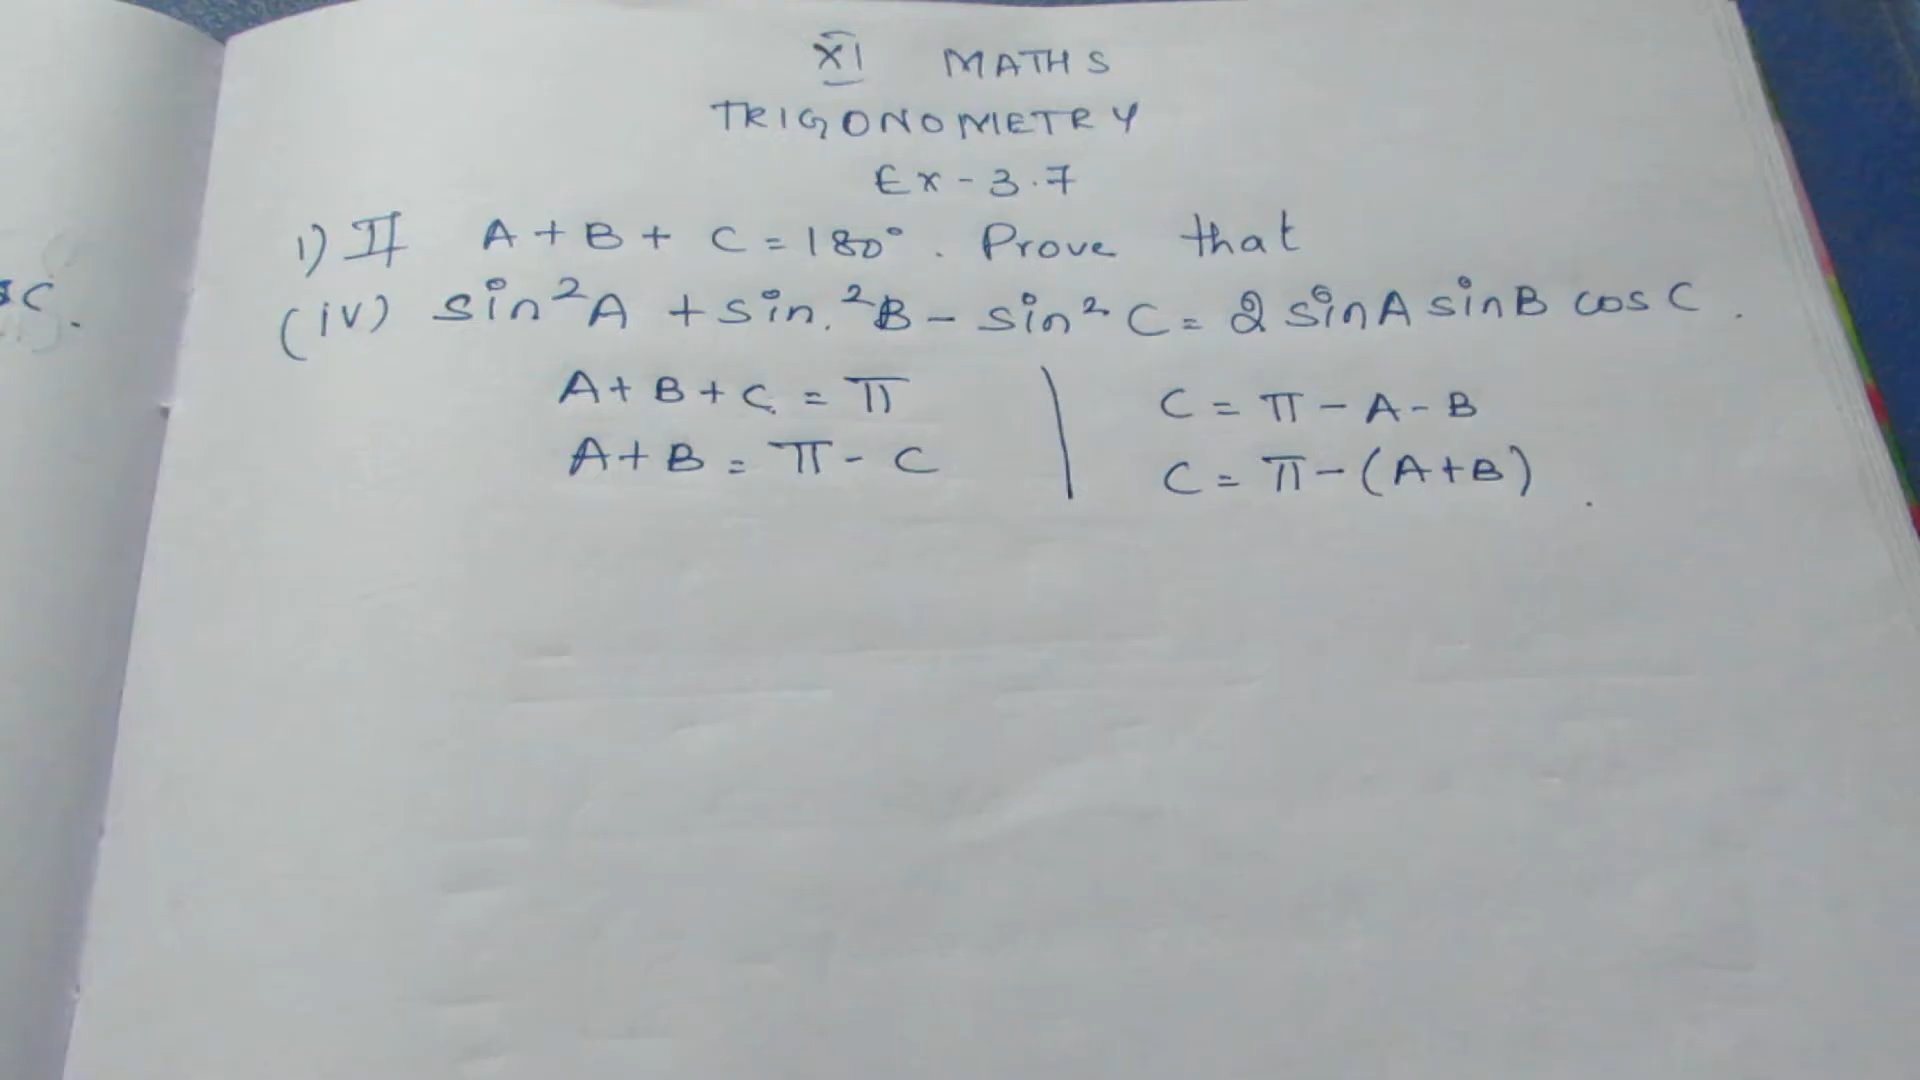 XI MATHS
TRIGONOMETRY
Ex - 3.7
1) If A + B + C = 180°. Prove that
(iv) sin²A + sin²B - sin²C = 2 sinA sinB cosC.
A + B + C = π
A + B = π - C
C = π - A - B
C = π - (A+B)
C.